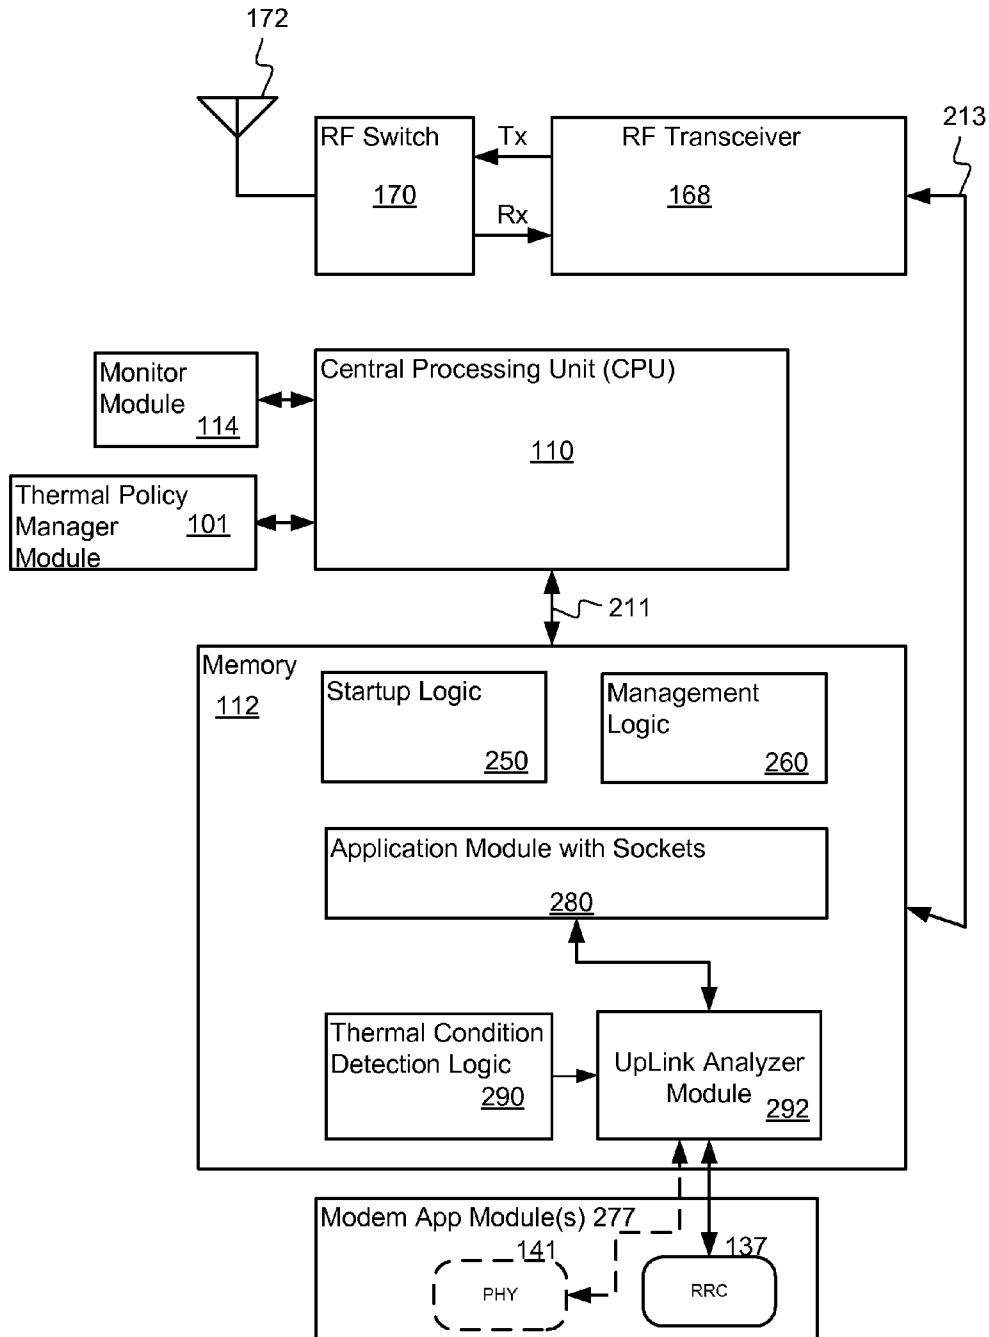 172
213
RF Switch
170
Tx
Rx
RF Transceiver
168
Monitor
Module
114
Thermal Policy
Manager
Module
101
Central Processing Unit (CPU)
110
211
Memory
112
Startup Logic
250
Management
Logic
260
Application Module with Sockets
280
Thermal Condition
Detection Logic
290
UpLink Analyzer
Module
292
Modem App Module(s) 277
141
PHY
137
RRC